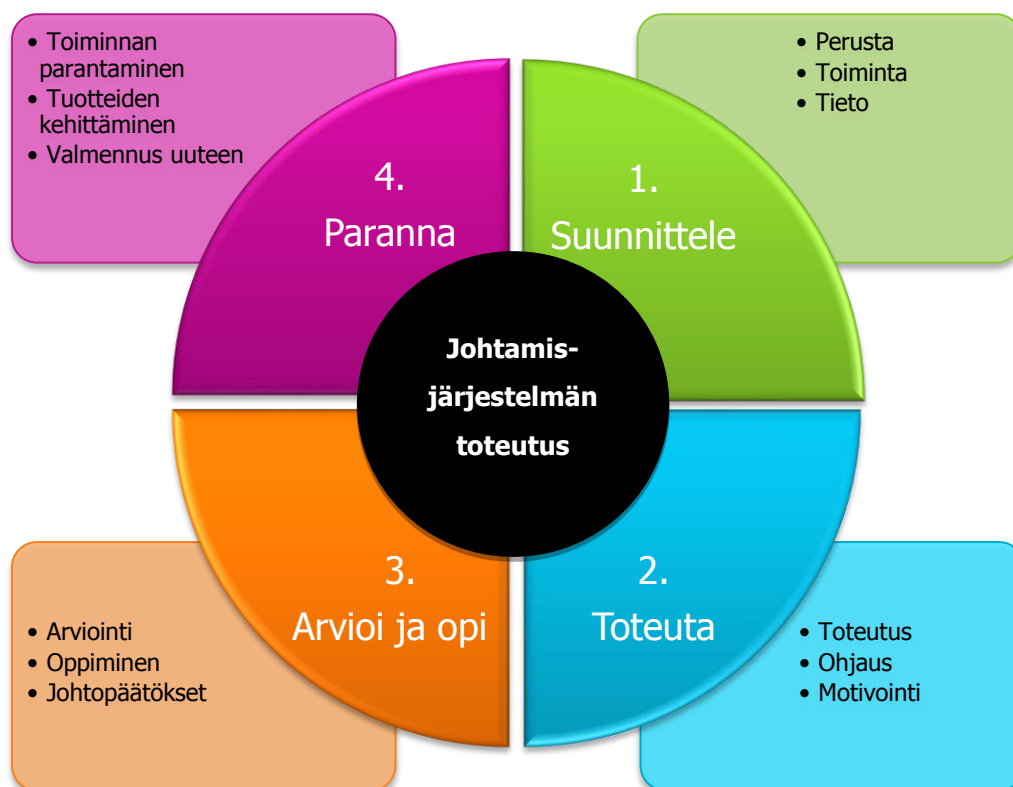 • Toiminnan
parantaminen
• Tuotteiden
kehittäminen
• Valmennus uuteen
• Perusta
• Toiminta
• Tieto
4.
Paranna
1.
Suunnittele
Johtamis-
järjestelmän
toteutus
3.
Arvioi ja opi
2.
Toteuta
• Arviointi
• Oppiminen
• Johtopäätökset
• Toteutus
• Ohjaus
• Motivointi